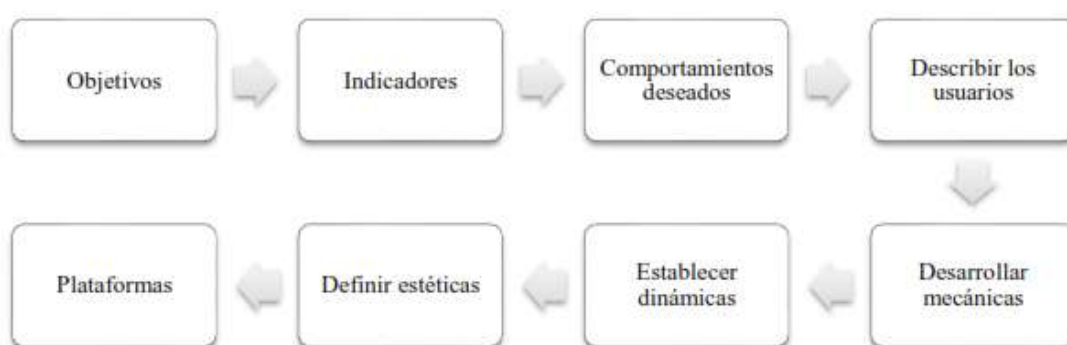 Objetivos
Indicadores
Comportamientos
deseados
Describir los
usuarios
Desarrollar
mecánicas
Establecer
dinámicas
Definir estéticas
Plataformas